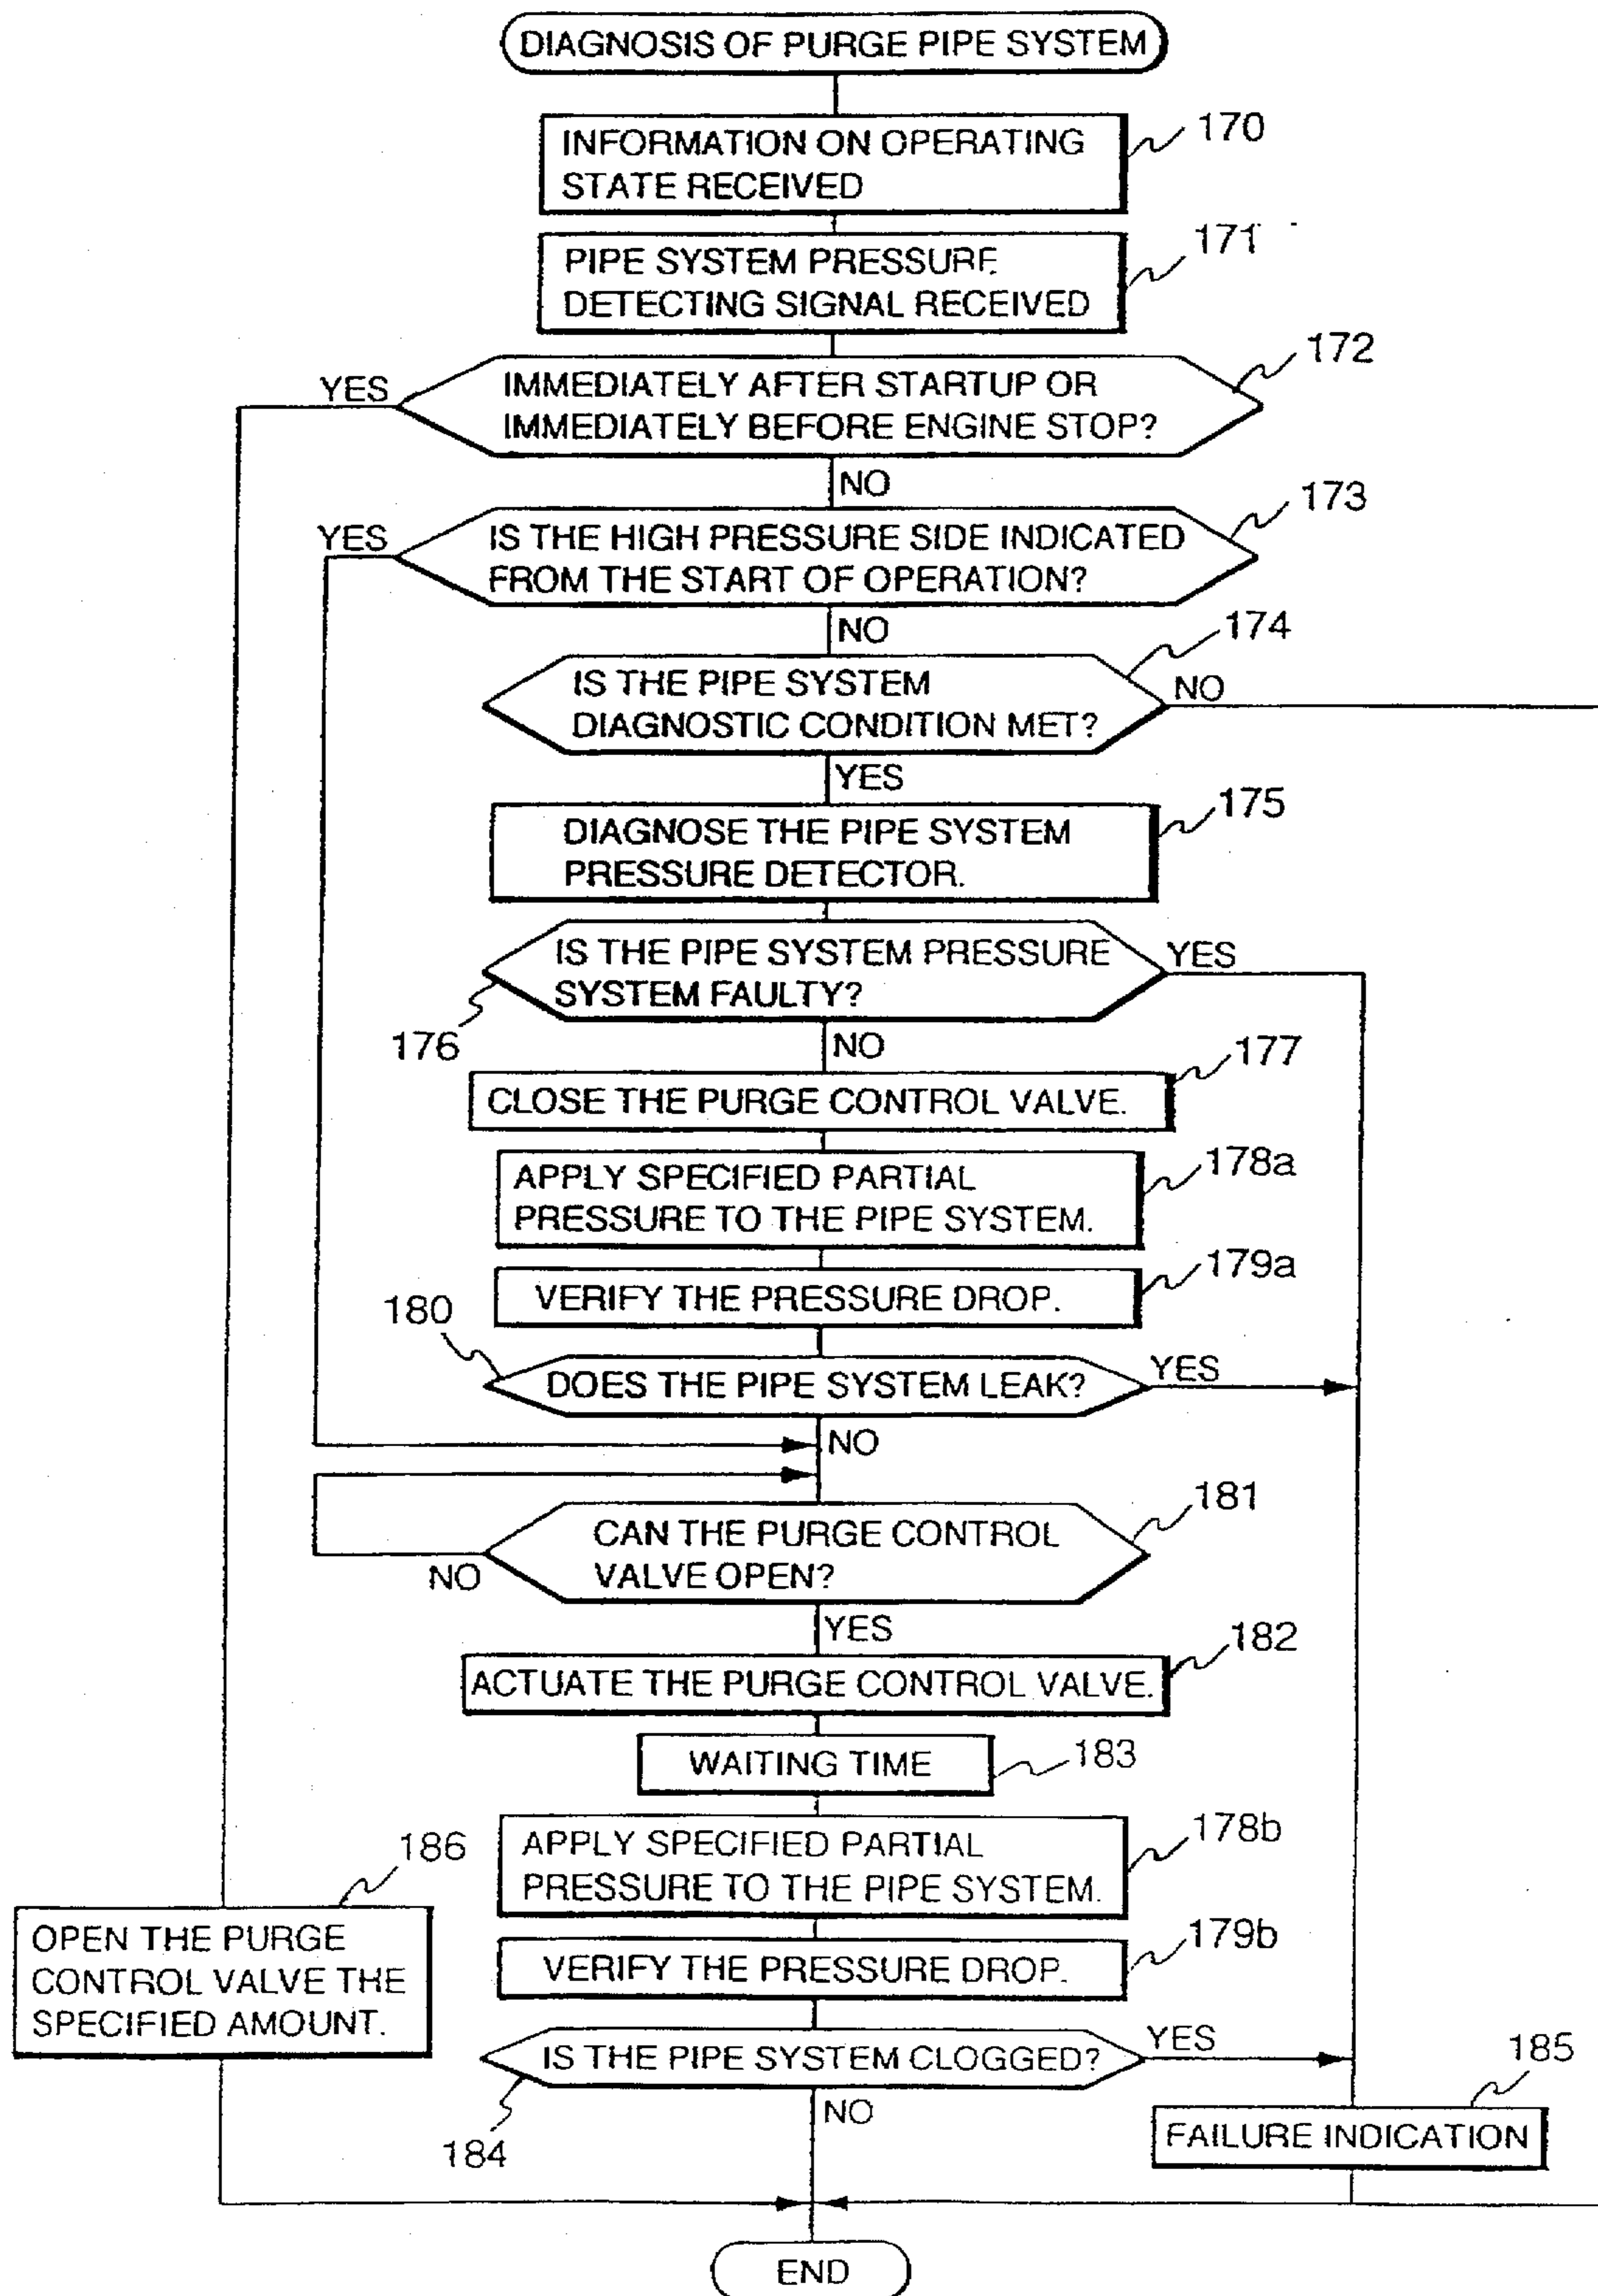 DIAGNOSIS OF PURGE PIPE SYSTEM
INFORMATION ON OPERATING
STATE RECEIVED
170
PIPE SYSTEM PRESSURE
DETECTING SIGNAL RECEIVED
171
IMMEDIATELY AFTER STARTUP OR
IMMEDIATELY BEFORE ENGINE STOP?
172
YES
NO
IS THE HIGH PRESSURE SIDE INDICATED
FROM THE START OF OPERATION?
173
YES
NO
IS THE PIPE SYSTEM
DIAGNOSTIC CONDITION MET?
174
NO
YES
DIAGNOSE THE PIPE SYSTEM
PRESSURE DETECTOR.
175
IS THE PIPE SYSTEM PRESSURE
SYSTEM FAULTY?
YES
176
NO
CLOSE THE PURGE CONTROL VALVE.
177
APPLY SPECIFIED PARTIAL
PRESSURE TO THE PIPE SYSTEM.
178a
VERIFY THE PRESSURE DROP.
179a
180
DOES THE PIPE SYSTEM LEAK?
YES
NO
CAN THE PURGE CONTROL
VALVE OPEN?
181
NO
YES
ACTUATE THE PURGE CONTROL VALVE.
182
WAITING TIME
183
APPLY SPECIFIED PARTIAL
PRESSURE TO THE PIPE SYSTEM.
178b
186
OPEN THE PURGE
CONTROL VALVE THE
SPECIFIED AMOUNT.
VERIFY THE PRESSURE DROP.
179b
IS THE PIPE SYSTEM CLOGGED?
YES
184
NO
185
FAILURE INDICATION
END